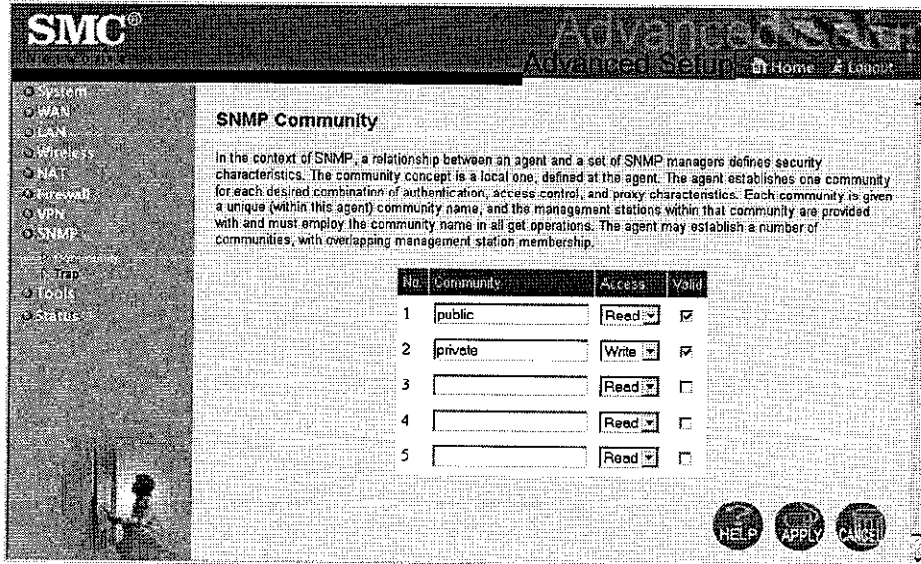 SMC®
Networks
Advanced Setup
Home
Logout
System
WAN
LAN
Wireless
NAT
Firewall
VPN
SNMP
Community
Trap
Tools
Status
SNMP Community
In the context of SNMP, a relationship between an agent and a set of SNMP managers defines security
characteristics. The community concept is a local one, defined at the agent. The agent establishes one community
for each desired combination of authentication, access control, and proxy characteristics. Each community is given
a unique (within this agent) community name, and the management stations within that community are provided
with and must employ the community name in all get operations. The agent may establish a number of
communities, with overlapping management station membership.
No. Community Access Valid
1 public Read
2 private Write
3 Read
4 Read
5 Read
HELP APPLY CANCEL